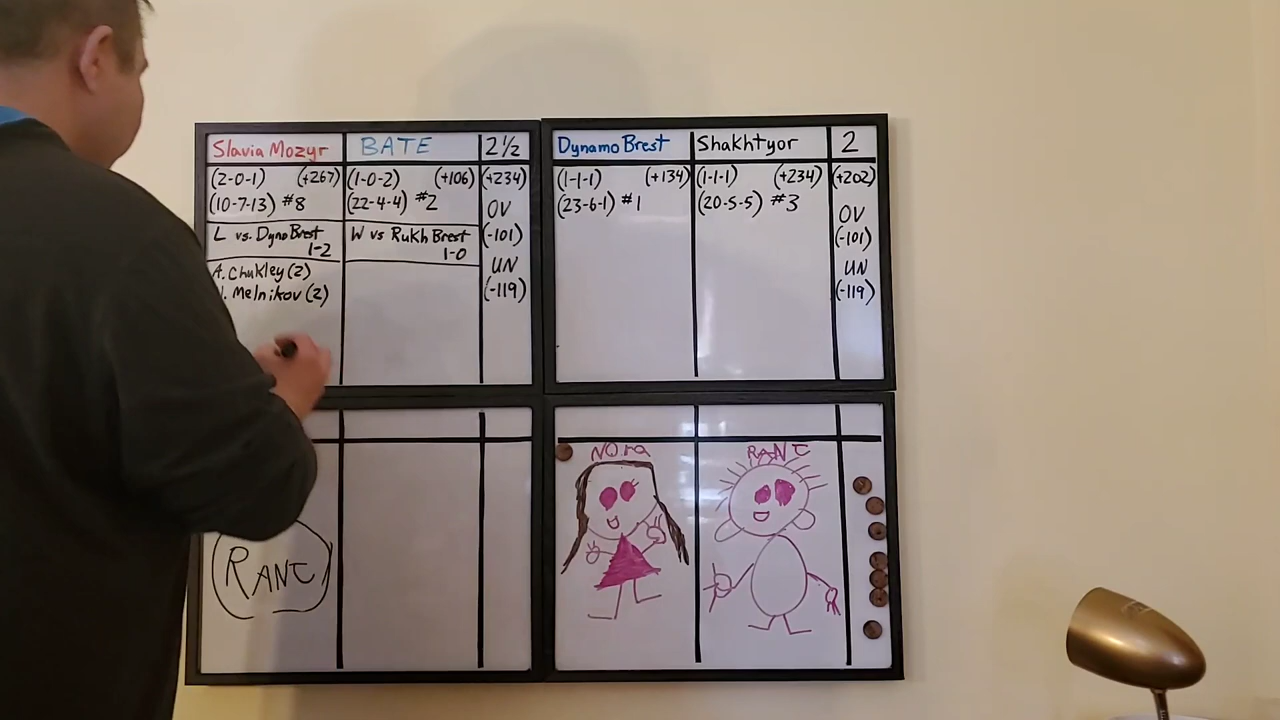 Slavia Mozyr BATE 2½
(2-0-1) (+267) (1-0-2) (+106) (+234)
(10-7-13) #8 (22-4-4) #2 OV
L vs. Dyno Brest W vs Rukh Brest (-101)
1-2 1-0
A. Chukley (2) UN
Melnikov (2) (-119)
Dynamo Brest Shakhtyor 2
(1-1-1) (+134) (1-1-1) (+234) (+202)
(23-6-1) #1 (20-5-5) #3 OV
(-101)
UN
(-119)
RANC
NOra RANC